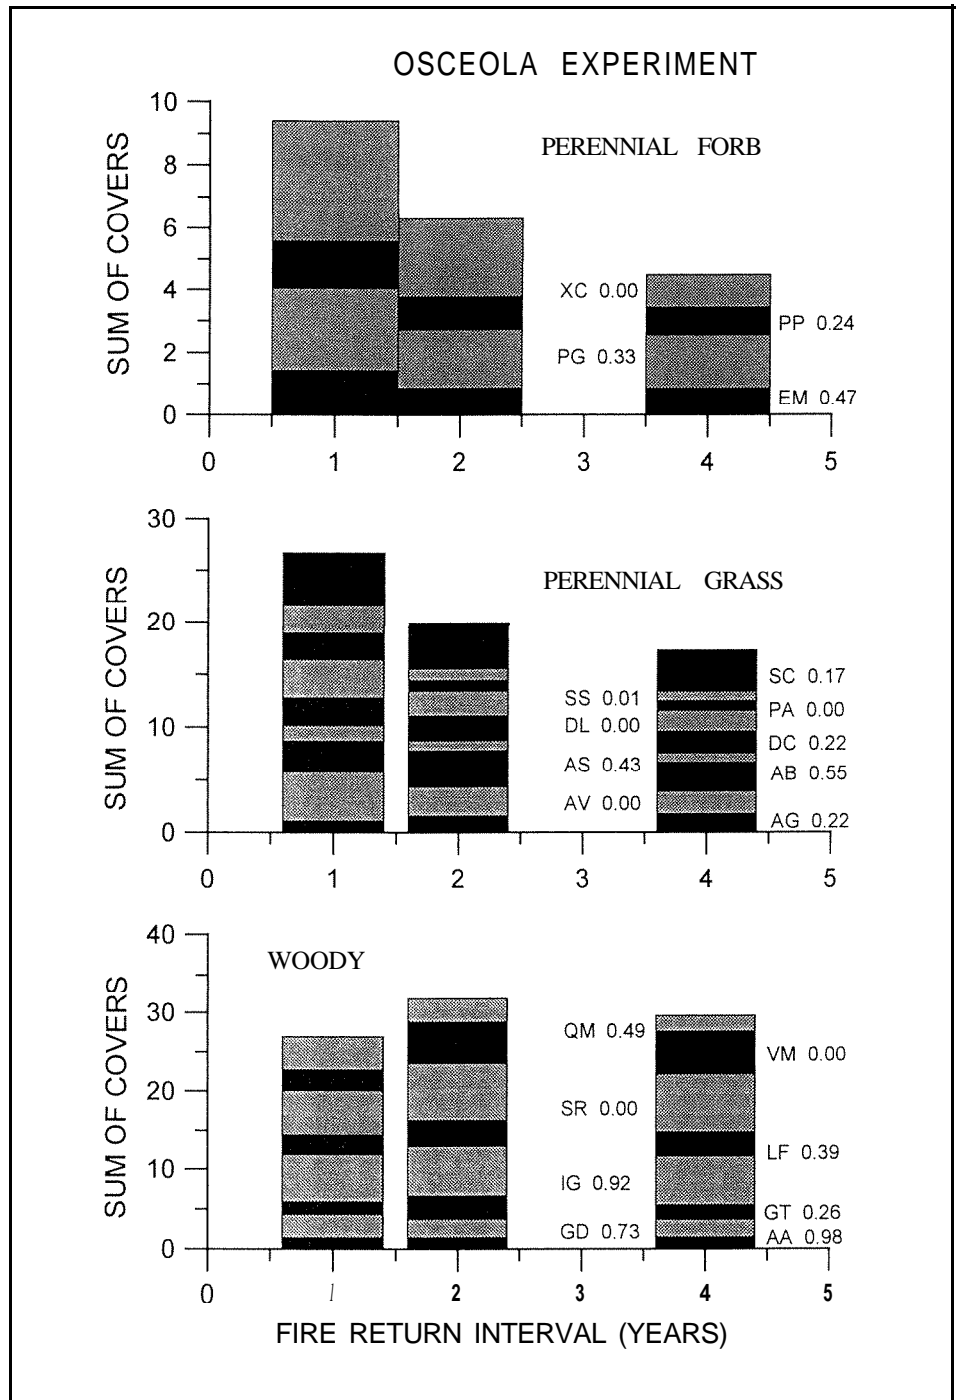 OSCEOLA EXPERIMENT
PERENNIAL FORB
SUM OF COVERS
10
8
6
4
2
0
XC 0.00
PP 0.24
PG 0.33
EM 0.47
0 1 2 3 4 5
PERENNIAL GRASS
SUM OF COVERS
30
20
10
0
SC 0.17
SS 0.01
PA 0.00
DL 0.00
DC 0.22
AS 0.43
AB 0.55
AV 0.00
AG 0.22
0 1 2 3 4 5
WOODY
SUM OF COVERS
40
30
20
10
0
QM 0.49
VM 0.00
SR 0.00
LF 0.39
IG 0.92
GT 0.26
GD 0.73
AA 0.98
0 1 2 3 4 5
FIRE RETURN INTERVAL (YEARS)